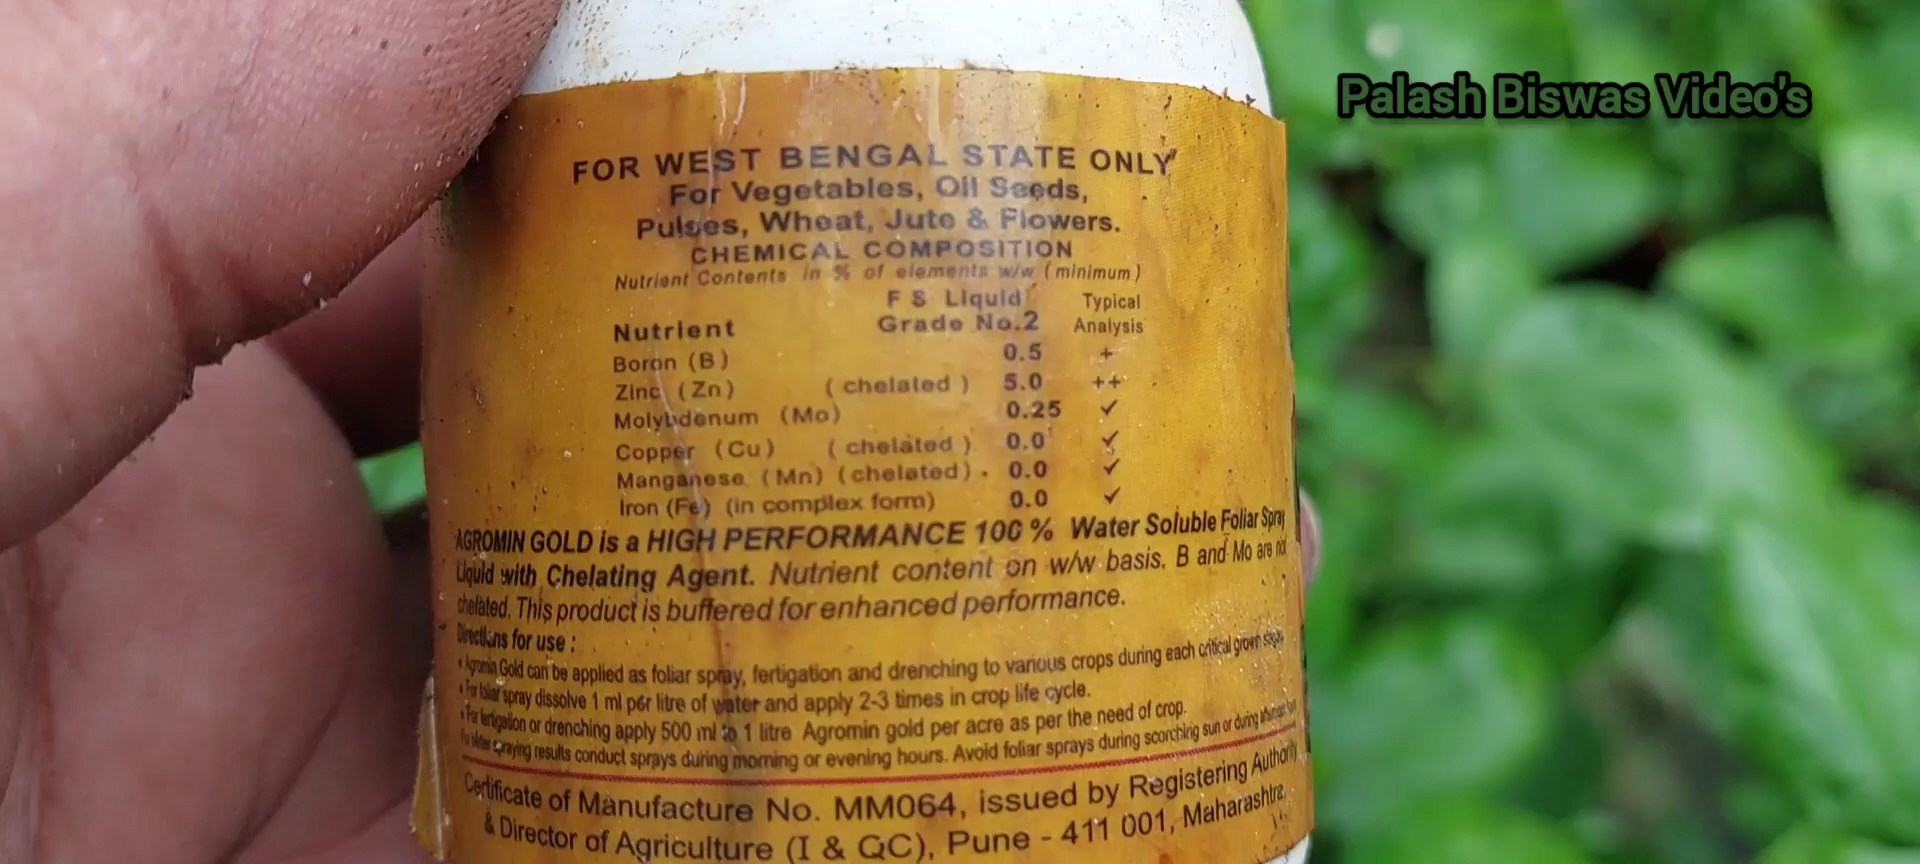 Palash Biswas Video's
FOR WEST BENGAL STATE ONLY
For Vegetables, Oil Seeds,
Pulses, Wheat, Jute & Flowers.
CHEMICAL COMPOSITION
Nutrient Contents in % of elements w/w (minimum)
F S Liquid Typical
Nutrient Grade No.2 Analysis
Boron (B) 0.5 +
Zinc (Zn) (chelated) 5.0 ++
Molybdenum (Mo) 0.25 ✓
Copper (Cu) (chelated) 0.0 ✓
Manganese (Mn) (chelated) 0.0 ✓
Iron (Fe) (in complex form) 0.0 ✓
AGROMIN GOLD is a HIGH PERFORMANCE 100 % Water Soluble Foliar Spray
Liquid with Chelating Agent. Nutrient content on w/w basis. B and Mo are not
chelated. This product is buffered for enhanced performance.
Directions for use :
• Agromin Gold can be applied as foliar spray, fertigation and drenching to various crops during each critical grown
• For foliar spray dissolve 1 ml per litre of water and apply 2-3 times in crop life cycle.
• For fertigation or drenching apply 500 ml to 1 litre Agromin gold per acre as per the need of crop.
spraying results conduct sprays during morning or evening hours. Avoid foliar sprays during scorching sun or during
Certificate of Manufacture No. MM064, issued by Registering Authority
& Director of Agriculture (I & QC), Pune - 411 001, Maharashtra.